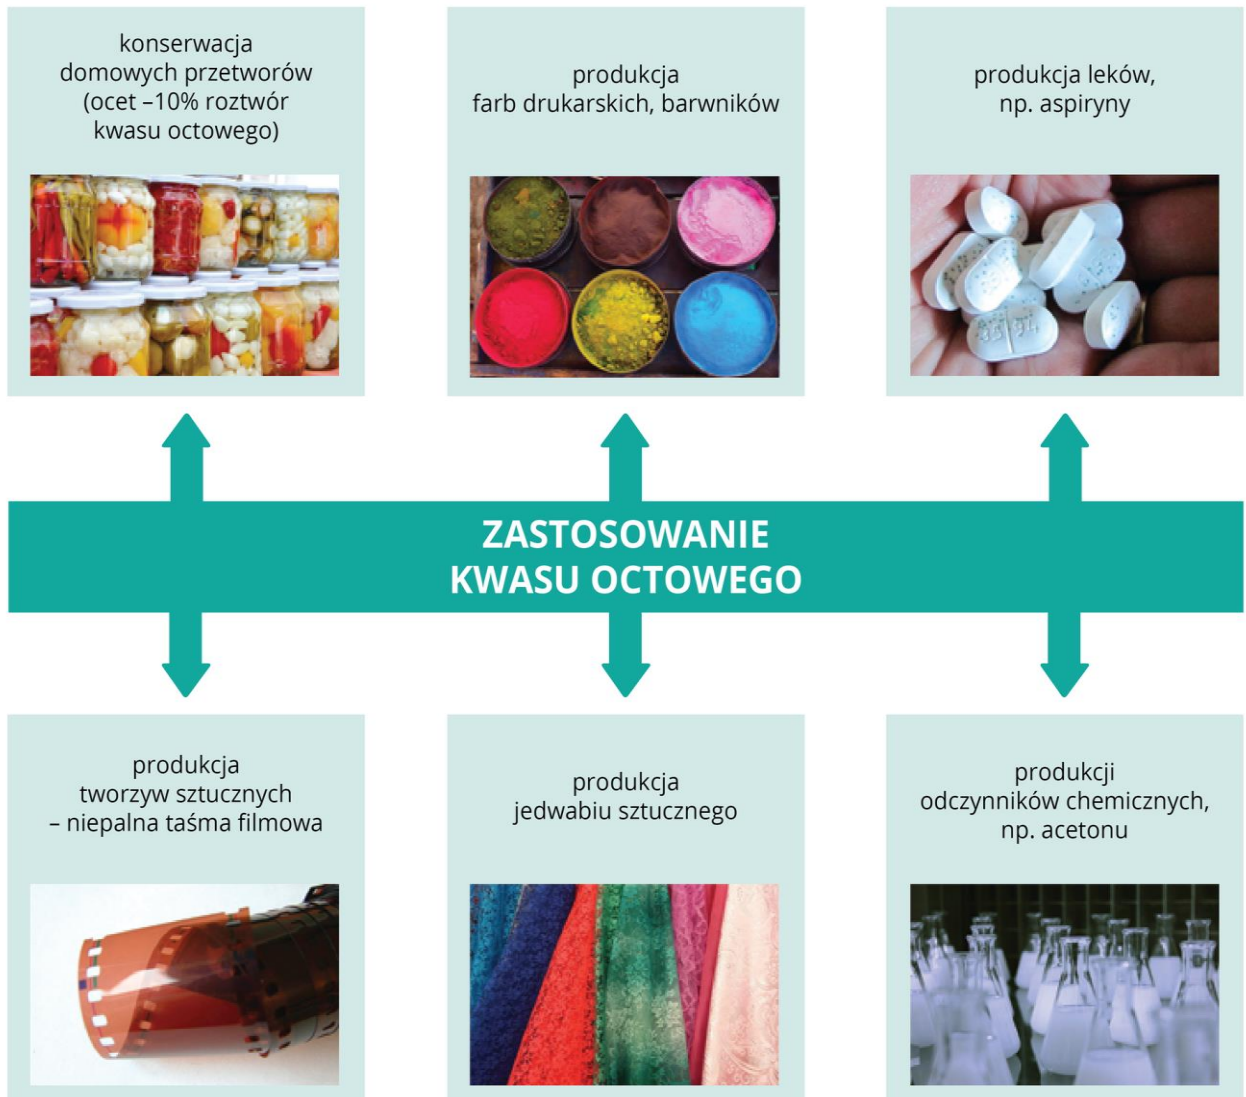 konserwacja
domowych przetworów
(ocet –10% roztwór
kwasu octowego)
produkcja
farb drukarskich, barwników
produkcja leków,
np. aspiryny
ZASTOSOWANIE
KWASU OCTOWEGO
produkcja
tworzyw sztucznych
– niepalna taśma filmowa
produkcja
jedwabiu sztucznego
produkcji
odczynników chemicznych,
np. acetonu